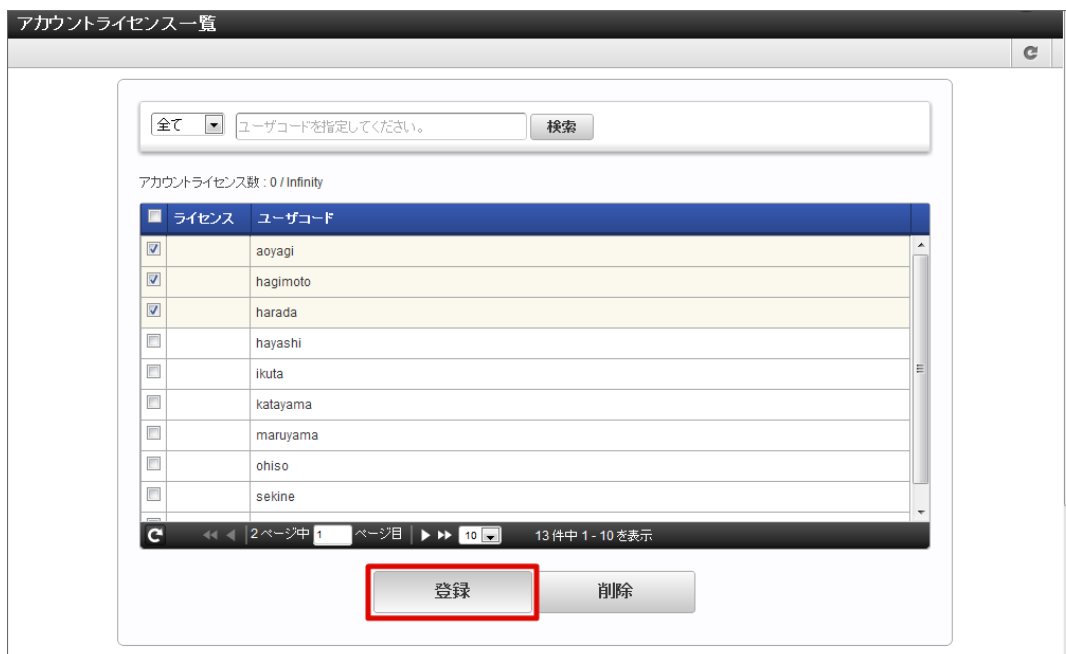 アカウントライセンス一覧
全て ユーザコードを指定してください。 検索
アカウントライセンス数 : 0 / Infinity
ライセンス ユーザコード
aoyagi
hagimoto
harada
hayashi
ikuta
katayama
maruyama
ohiso
sekine
2 ページ中 1 ページ目 10 13 件中 1 - 10 を表示
登録 削除